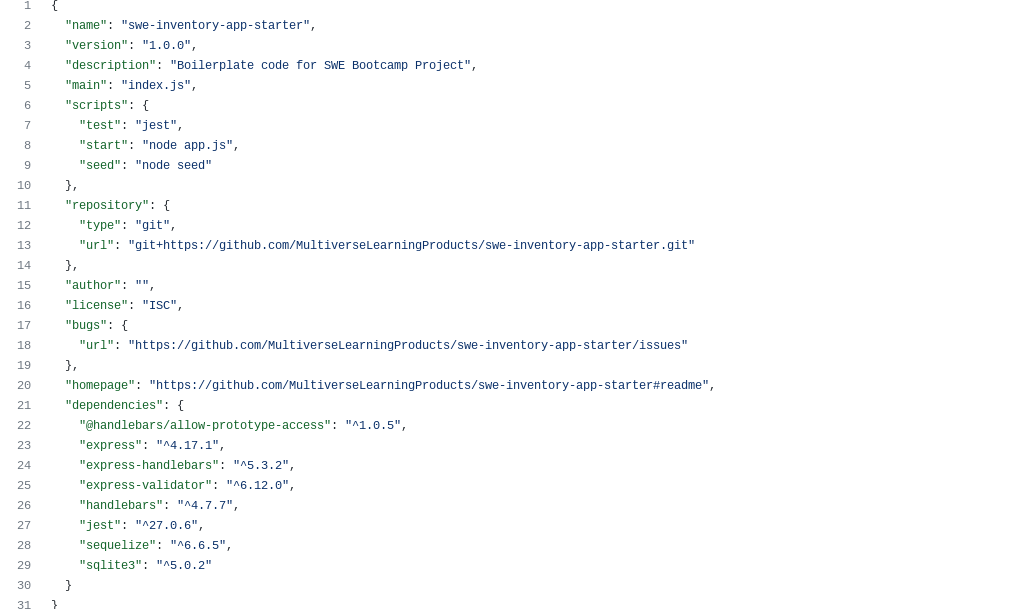 1 {
2 "name": "swe-inventory-app-starter",
3 "version": "1.0.0",
4 "description": "Boilerplate code for SWE Bootcamp Project",
5 "main": "index.js",
6 "scripts": {
7 "test": "jest",
8 "start": "node app.js",
9 "seed": "node seed"
10 },
11 "repository": {
12 "type": "git",
13 "url": "git+https://github.com/MultiverseLearningProducts/swe-inventory-app-starter.git"
14 },
15 "author": "",
16 "license": "ISC",
17 "bugs": {
18 "url": "https://github.com/MultiverseLearningProducts/swe-inventory-app-starter/issues"
19 },
20 "homepage": "https://github.com/MultiverseLearningProducts/swe-inventory-app-starter#readme",
21 "dependencies": {
22 "@handlebars/allow-prototype-access": "^1.0.5",
23 "express": "^4.17.1",
24 "express-handlebars": "^5.3.2",
25 "express-validator": "^6.12.0",
26 "handlebars": "^4.7.7",
27 "jest": "^27.0.6",
28 "sequelize": "^6.6.5",
29 "sqlite3": "^5.0.2"
30 }
31 }